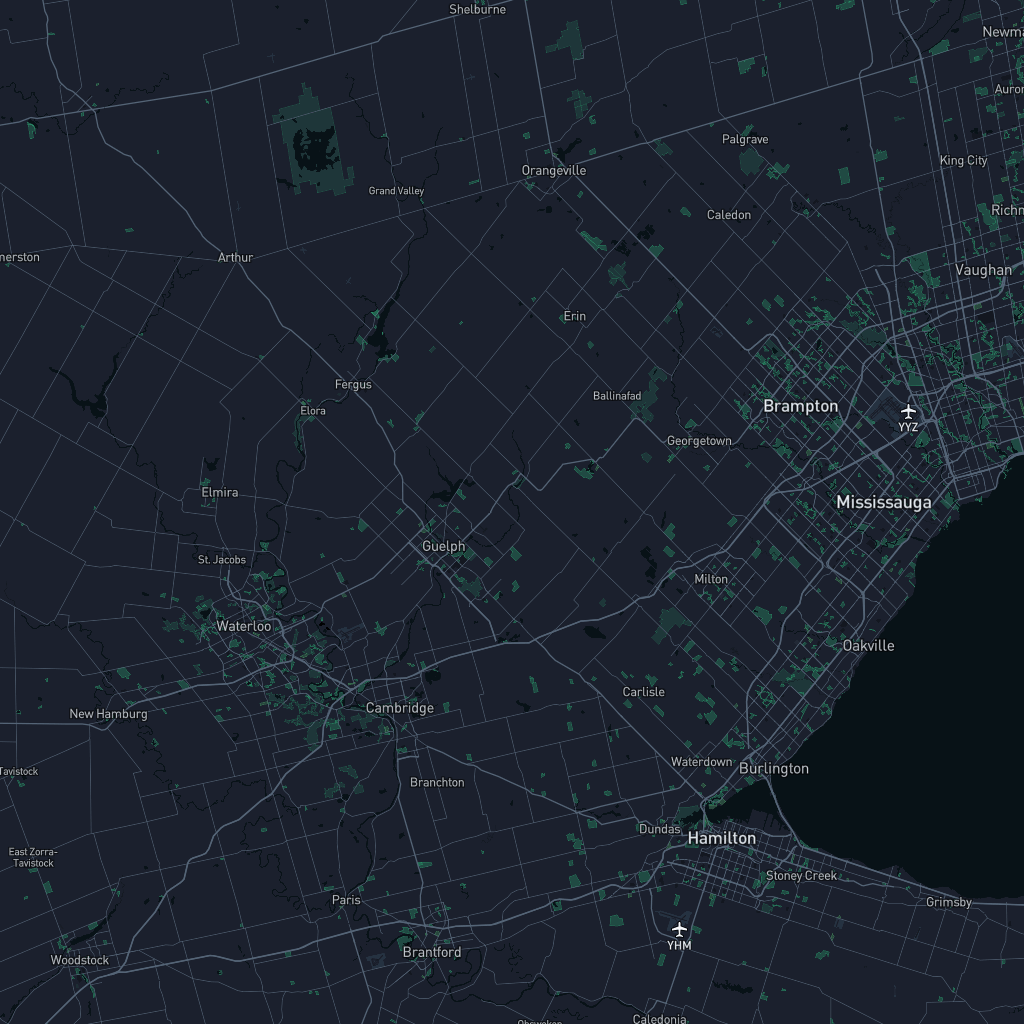 Shelburne
Newma
Auror
Palgrave
King City
Orangeville
Grand Valley
Richm
Caledon
merston
Arthur
Vaughan
Erin
Fergus
Ballinafad
Brampton
Elora
YYZ
Georgetown
Elmira
Mississauga
Guelph
St. Jacobs
Milton
Waterloo
Oakville
Carlisle
New Hamburg
Cambridge
Waterdown
Burlington
Tavistock
Branchton
Dundas
Hamilton
East Zorra-
Tavistock
Stoney Creek
Paris
Grimsby
YHM
Brantford
Woodstock
Caledonia